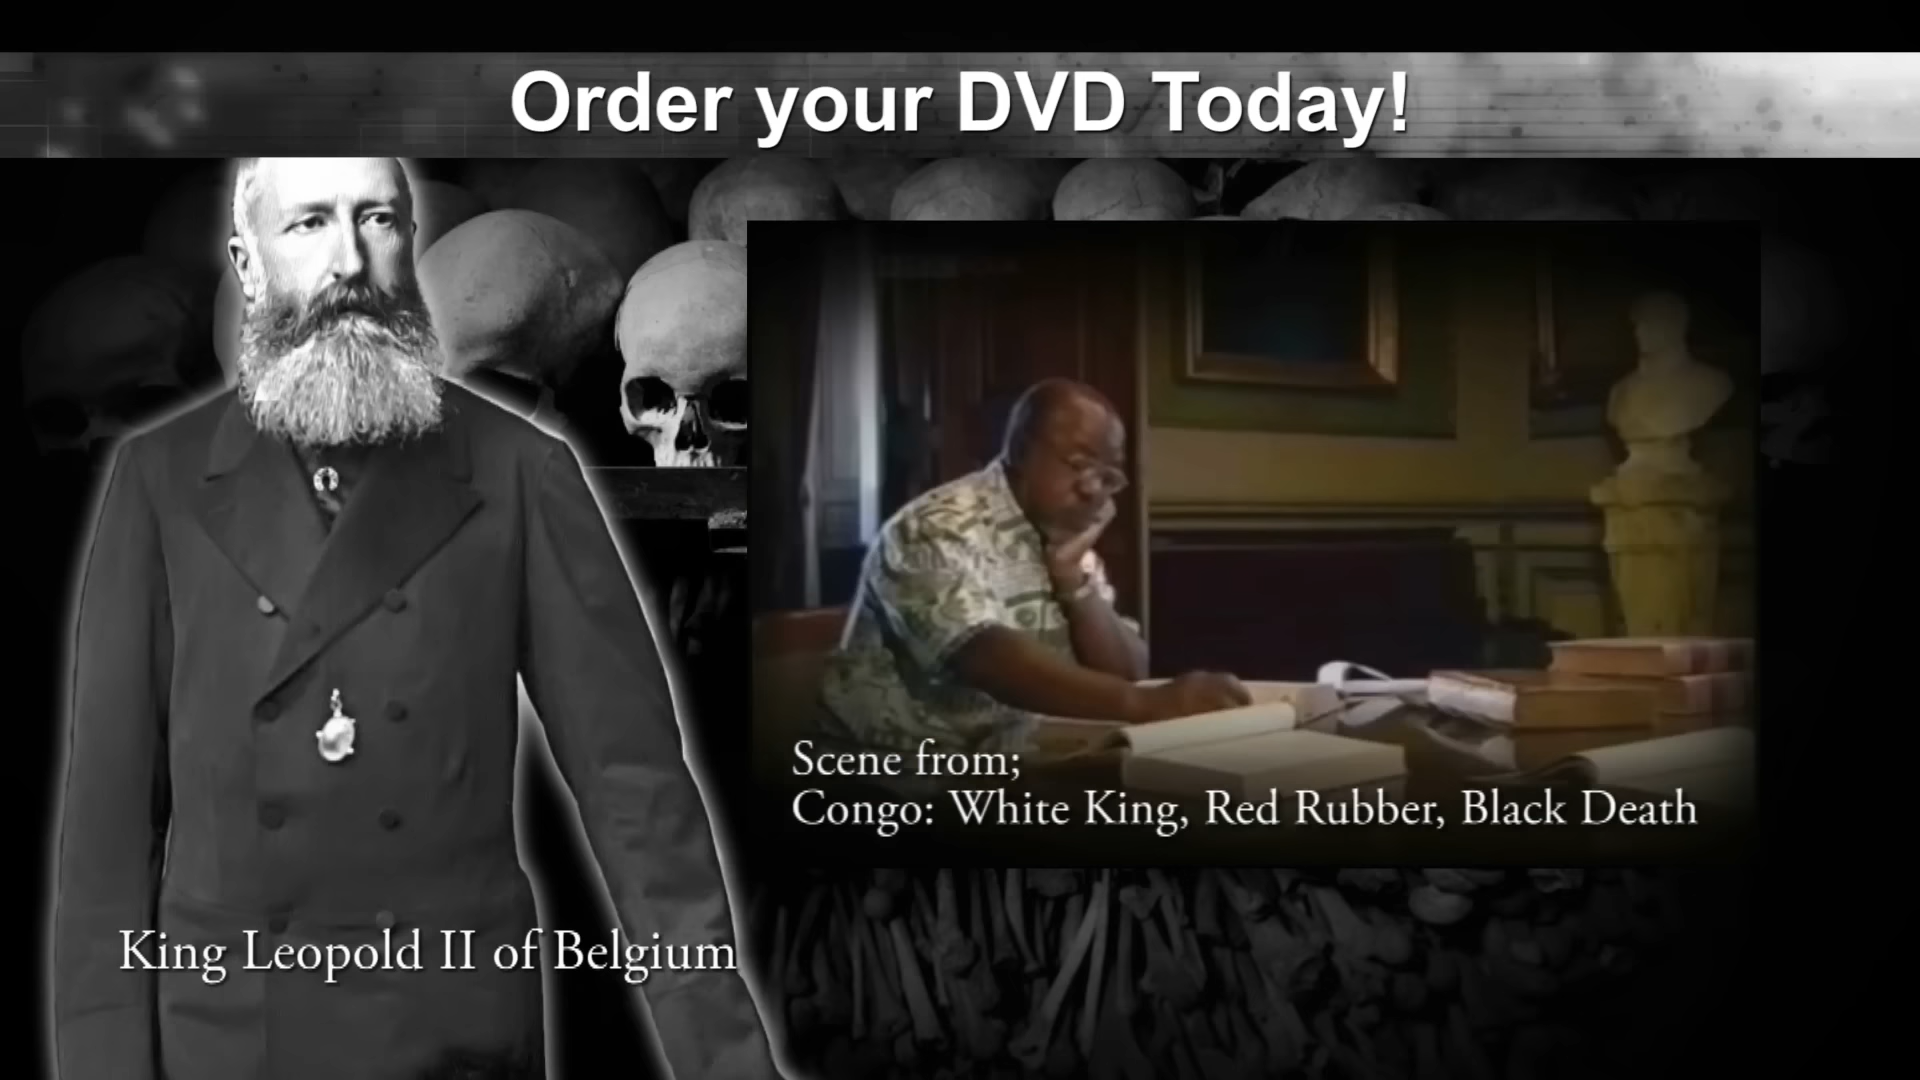 Order your DVD Today!
Scene from;
Congo: White King, Red Rubber, Black Death
King Leopold II of Belgium